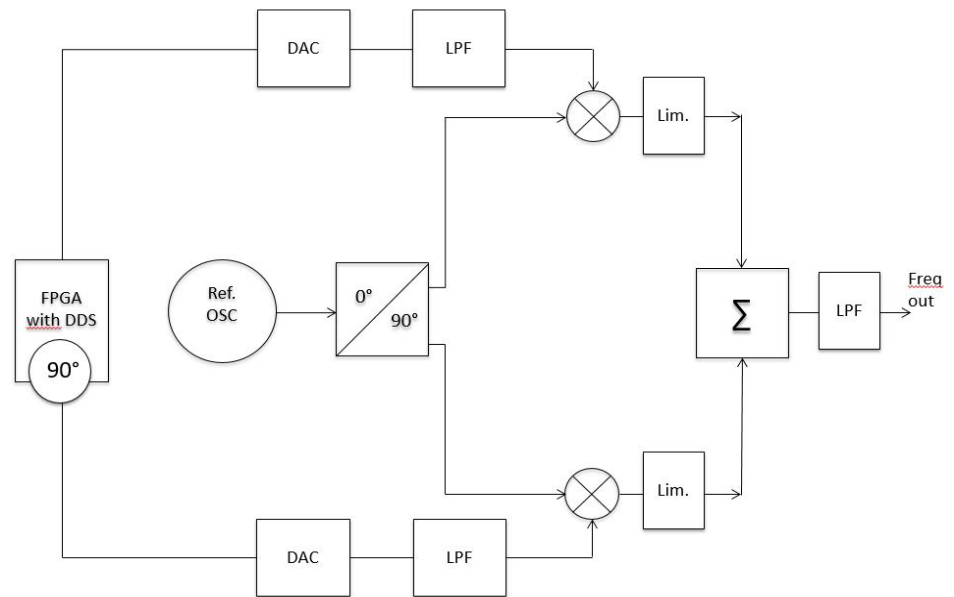 DAC
LPF
Lim.
FPGA
with DDS
90°
Ref.
OSC
0°
90°
Σ
LPF
Freq
out
Lim.
DAC
LPF